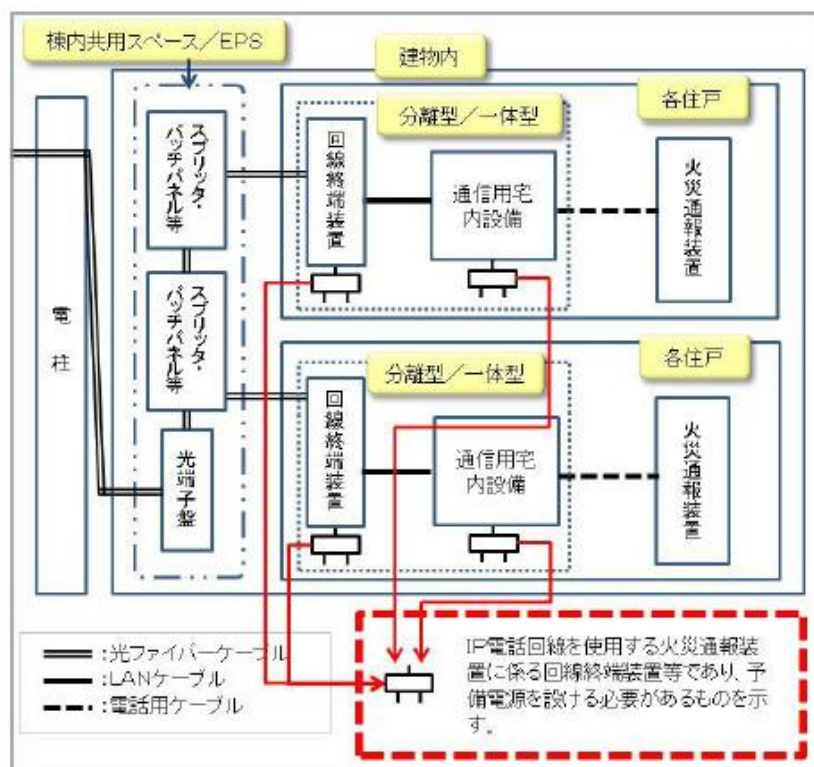 棟内共用スペース／EPS
建物内
各住戸
分離型／一体型
スプリッタ・
パッチパネル等
回線終端装置
通信用宅
内設備
火災通報装置
電柱
スプリッタ・
パッチパネル等
各住戸
分離型／一体型
回線終端装置
通信用宅
内設備
火災通報装置
光端子盤
:光ファイバーケーブル
:LANケーブル
:電話用ケーブル
IP電話回線を使用する火災通報装
置に係る回線終端装置等であり、予
備電源を設ける必要があるものを示
す。